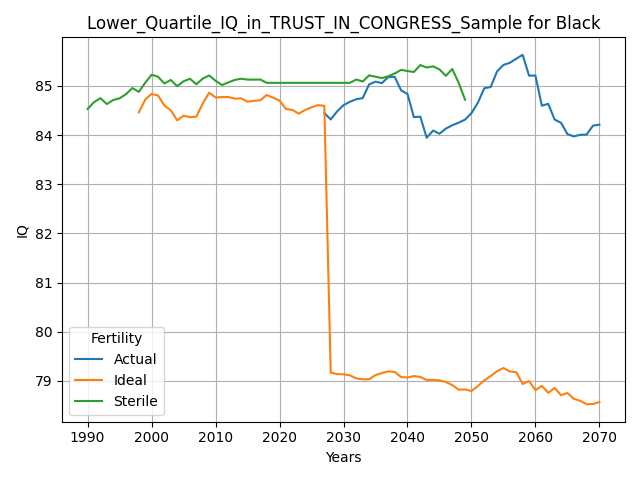 Lower_Quartile_IQ_in_TRUST_IN_CONGRESS_Sample for Black
IQ
85
84
83
82
81
80
79
Fertility
Actual
Ideal
Sterile
1990 2000 2010 2020 2030 2040 2050 2060 2070
Years